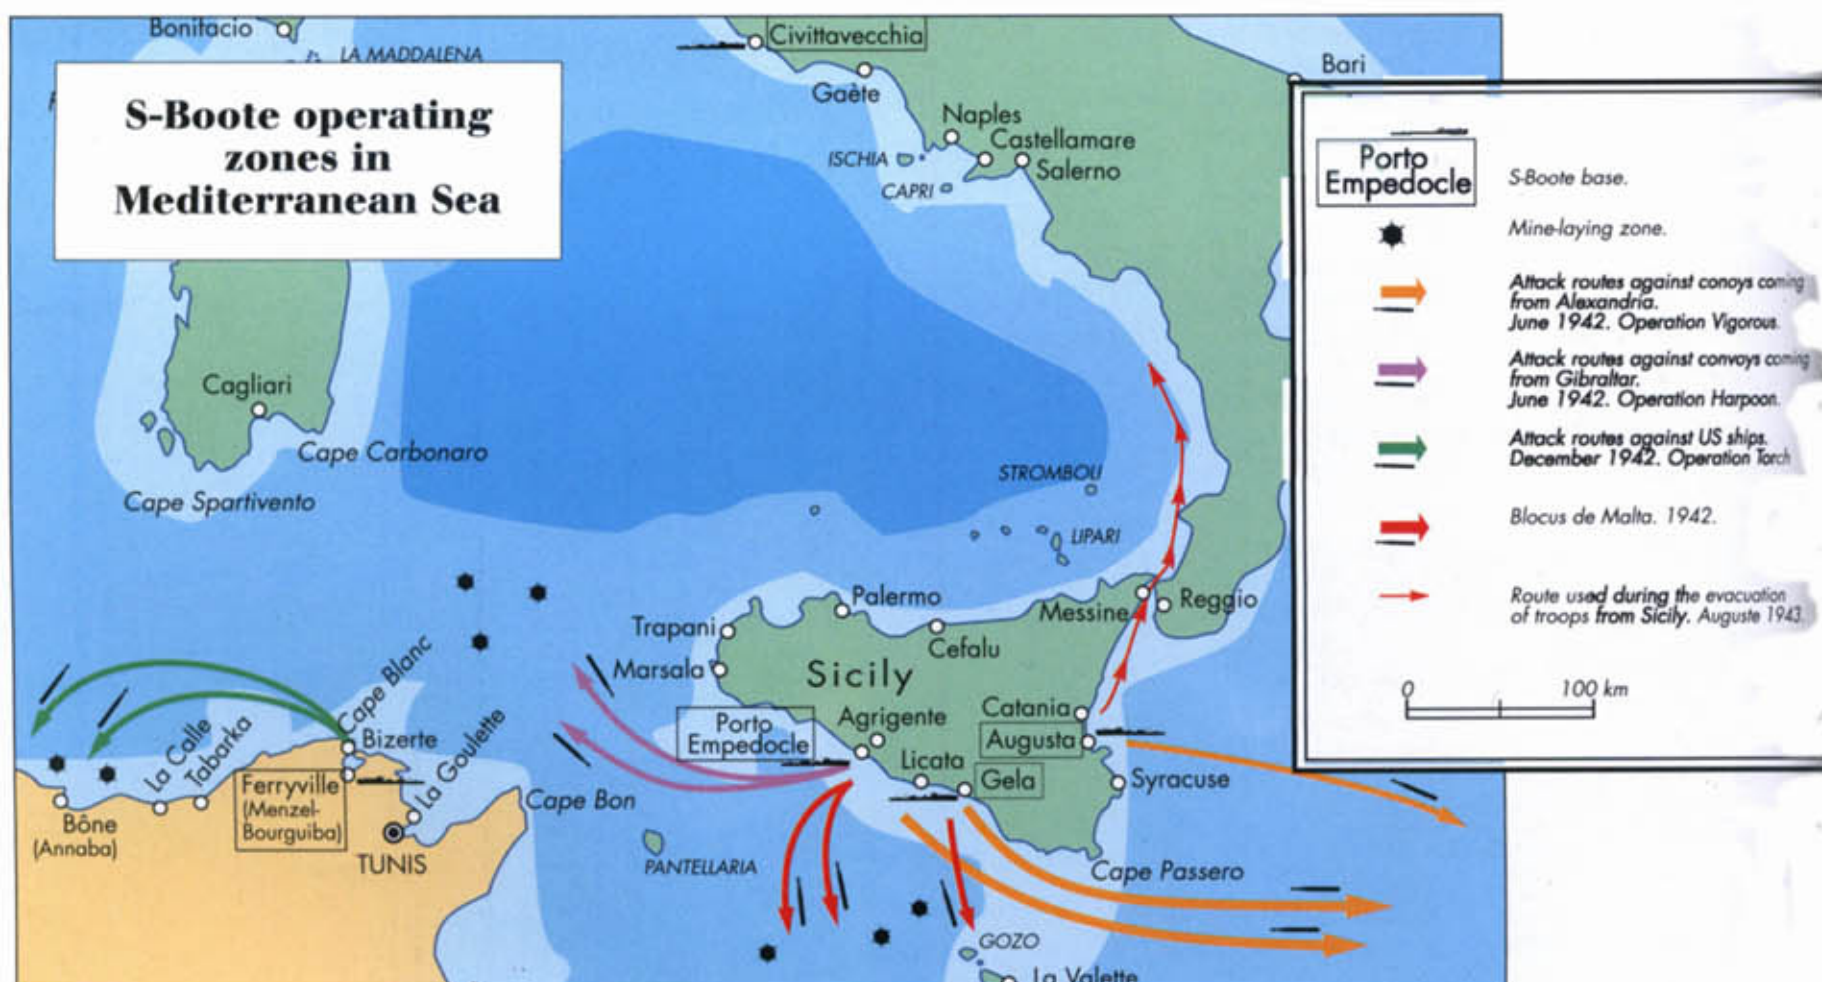 Bonifacio
LA MADDALENA
S-Boote operating
zones in
Mediterranean Sea
Civittavecchia
Gaète
Naples
Castellamare
Salerno
ISCHIA
CAPRI
Bari
Cagliari
Cape Carbonaro
Cape Spartivento
STROMBOLI
LIPARI
Palermo
Messine
Reggio
Trapani
Cefalu
Marsala
Sicily
Catania
Agrigente
Porto
Empedocle
Augusta
Licata
Gela
Syracuse
Cape Blanc
Bizerte
La Calle
Tabarka
La Goulette
Ferryville
(Menzel-
Bourguiba)
Cape Bon
Bône
(Annaba)
TUNIS
PANTELLARIA
Cape Passero
GOZO
La Valette
Porto
Empedocle
S-Boote base.
Mine-laying zone.
Attack routes against conoys coming
from Alexandria.
June 1942. Operation Vigorous.
Attack routes against convoys coming
from Gibraltar.
June 1942. Operation Harpoon.
Attack routes against US ships.
December 1942. Operation Torch
Blocus de Malta. 1942.
Route used during the evacuation
of troops from Sicily. Auguste 1943.
0 100 km